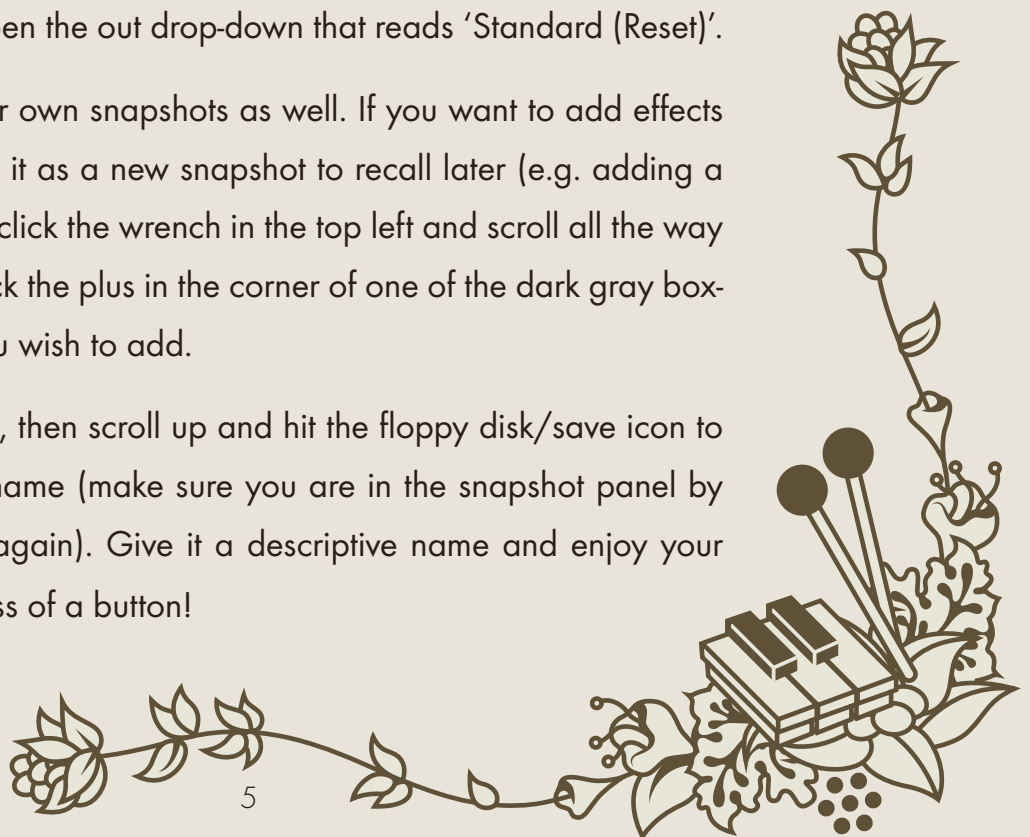 en the out drop-down that reads ‘Standard (Reset)’.
r own snapshots as well. If you want to add effects
it as a new snapshot to recall later (e.g. adding a
click the wrench in the top left and scroll all the way
ck the plus in the corner of one of the dark gray box-
u wish to add.
, then scroll up and hit the floppy disk/save icon to
name (make sure you are in the snapshot panel by
again). Give it a descriptive name and enjoy your
ss of a button!
5